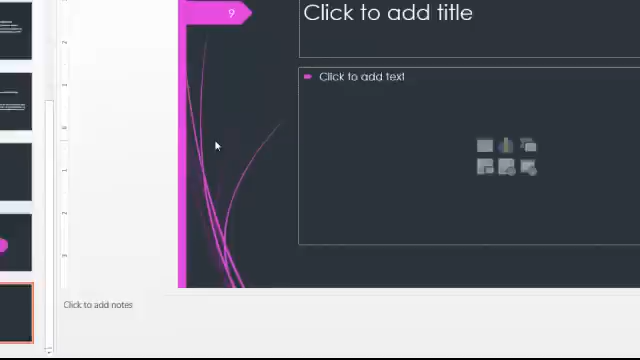 9
Click to add title
Click to add text
Click to add notes